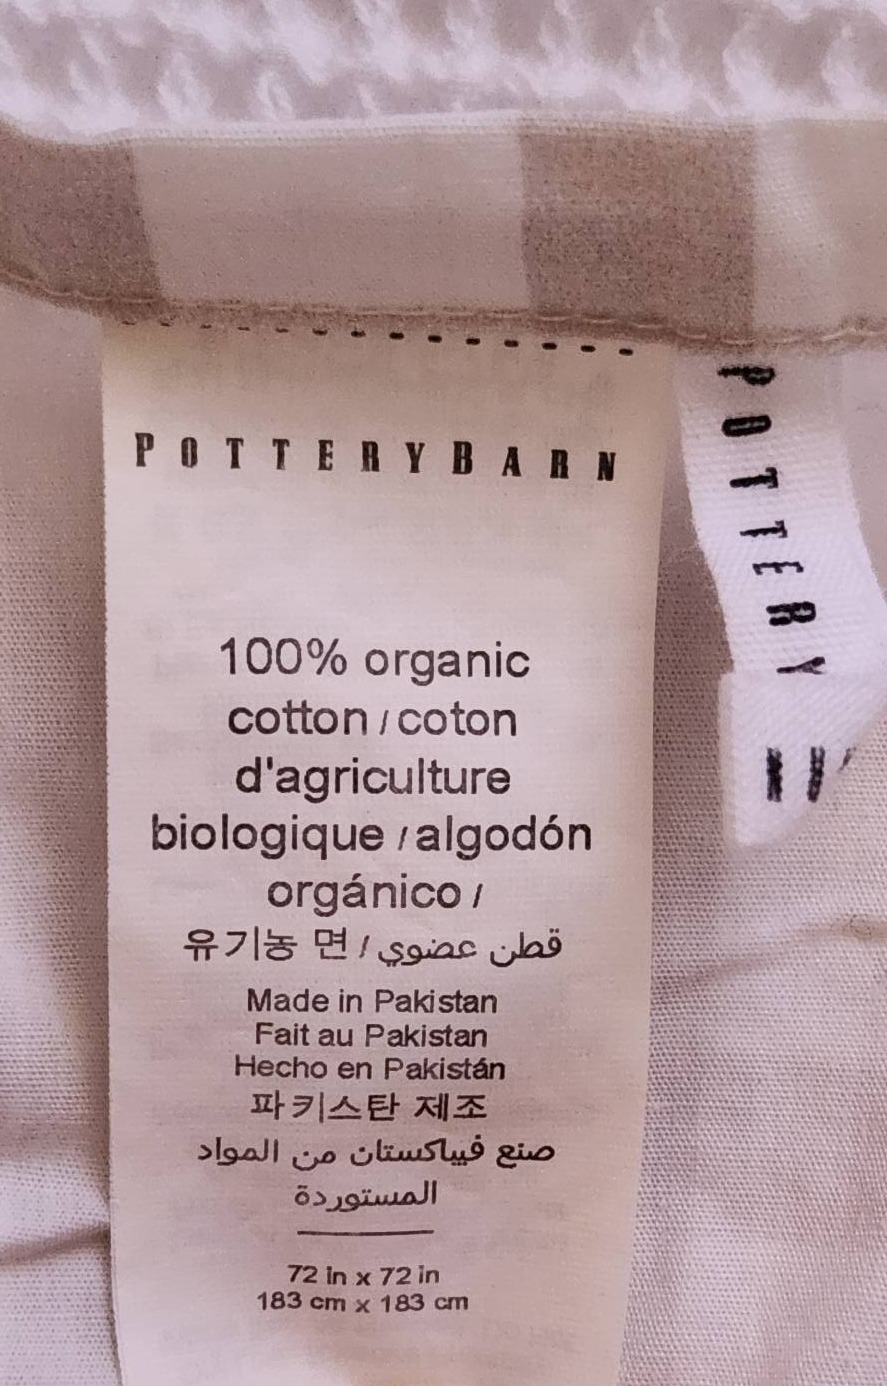 POTTERYBARN
100% organic
cotton / coton
d'agriculture
biologique / algodón
orgánico /
유기농 면 / قطن عضوي
Made in Pakistan
Fait au Pakistan
Hecho en Pakistán
파키스탄 제조
صنع فيباكستان من المواد
المستوردة
72 in x 72 in
183 cm x 183 cm
POTTERY